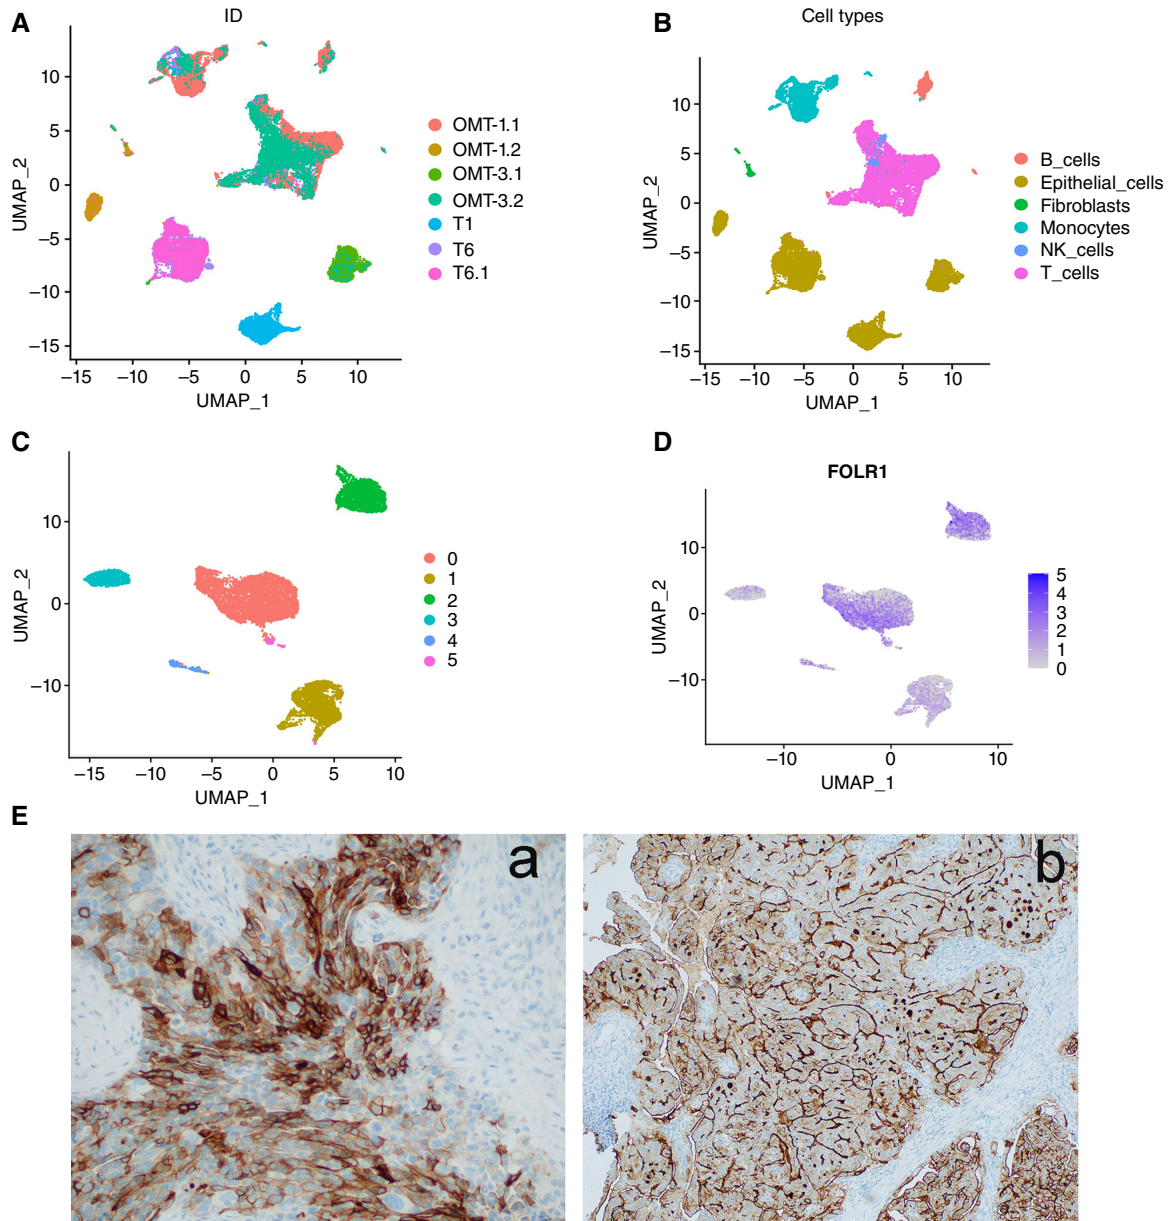 A
ID
UMAP_2
10
5
0
−5
−10
−15
−15
−10
−5
0
5
10
UMAP_1
OMT-1.1
OMT-1.2
OMT-3.1
OMT-3.2
T1
T6
T6.1
B
Cell types
UMAP_2
10
5
0
−5
−10
−15
−15
−10
−5
0
5
10
UMAP_1
B_cells
Epithelial_cells
Fibroblasts
Monocytes
NK_cells
T_cells
C
UMAP_2
10
0
−10
−15
−10
−5
0
5
10
UMAP_1
0
1
2
3
4
5
D
FOLR1
UMAP_2
10
0
−10
−10
0
10
UMAP_1
5
4
3
2
1
0
E
a
b